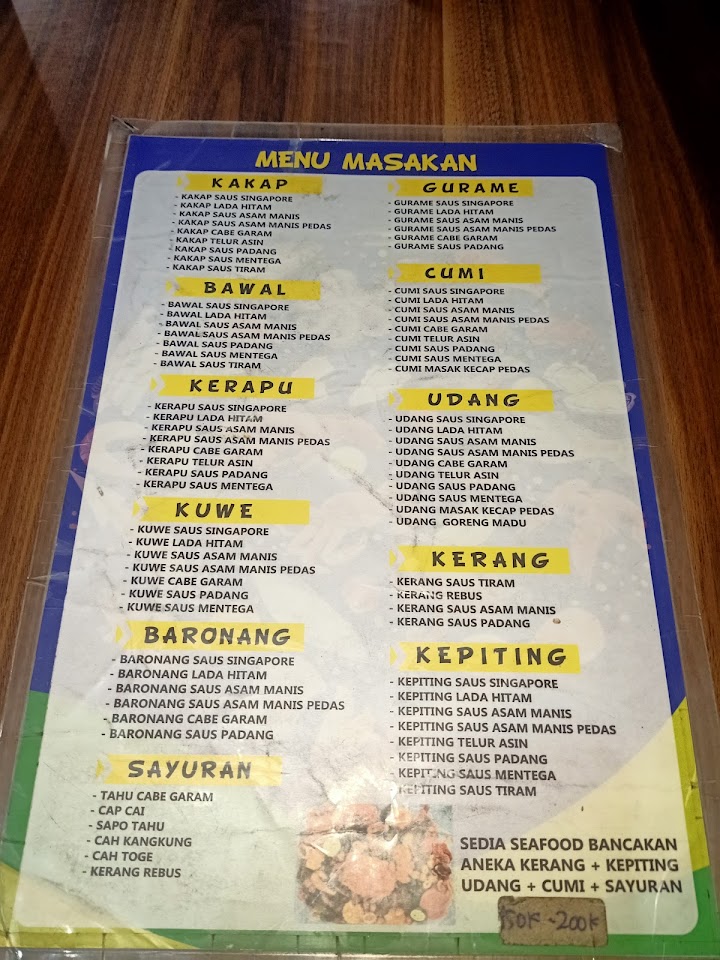 MENU MASAKAN
KAKAP
- KAKAP SAUS SINGAPORE
- KAKAP LADA HITAM
- KAKAP SAUS ASAM MANIS
- KAKAP SAUS ASAM MANIS PEDAS
- KAKAP CABE GARAM
- KAKAP TELUR ASIN
- KAKAP SAUS PADANG
- KAKAP SAUS MENTEGA
- KAKAP SAUS TIRAM
BAWAL
- BAWAL SAUS SINGAPORE
- BAWAL LADA HITAM
- BAWAL SAUS ASAM MANIS
- BAWAL SAUS ASAM MANIS PEDAS
- BAWAL SAUS PADANG
- BAWAL SAUS MENTEGA
- BAWAL SAUS TIRAM
KERAPU
- KERAPU SAUS SINGAPORE
- KERAPU LADA HITAM
- KERAPU SAUS ASAM MANIS
- KERAPU SAUS ASAM MANIS PEDAS
- KERAPU CABE GARAM
- KERAPU TELUR ASIN
- KERAPU SAUS PADANG
- KERAPU SAUS MENTEGA
KUWE
- KUWE SAUS SINGAPORE
- KUWE LADA HITAM
- KUWE SAUS ASAM MANIS
- KUWE SAUS ASAM MANIS PEDAS
- KUWE CABE GARAM
- KUWE SAUS PADANG
- KUWE SAUS MENTEGA
BARONANG
- BARONANG SAUS SINGAPORE
- BARONANG LADA HITAM
- BARONANG SAUS ASAM MANIS
- BARONANG SAUS ASAM MANIS PEDAS
- BARONANG CABE GARAM
- BARONANG SAUS PADANG
SAYURAN
- TAHU CABE GARAM
- CAP CAI
- SAPO TAHU
- CAH KANGKUNG
- CAH TOGE
- KERANG REBUS
GURAME
- GURAME SAUS SINGAPORE
- GURAME LADA HITAM
- GURAME SAUS ASAM MANIS
- GURAME SAUS ASAM MANIS PEDAS
- GURAME CABE GARAM
- GURAME SAUS PADANG
CUMI
- CUMI SAUS SINGAPORE
- CUMI LADA HITAM
- CUMI SAUS ASAM MANIS
- CUMI SAUS ASAM MANIS PEDAS
- CUMI CABE GARAM
- CUMI TELUR ASIN
- CUMI SAUS PADANG
- CUMI SAUS MENTEGA
- CUMI MASAK KECAP PEDAS
UDANG
- UDANG SAUS SINGAPORE
- UDANG LADA HITAM
- UDANG SAUS ASAM MANIS
- UDANG SAUS ASAM MANIS PEDAS
- UDANG CABE GARAM
- UDANG TELUR ASIN
- UDANG SAUS PADANG
- UDANG SAUS MENTEGA
- UDANG MASAK KECAP PEDAS
- UDANG GORENG MADU
KERANG
- KERANG SAUS TIRAM
- KERANG REBUS
- KERANG SAUS ASAM MANIS
- KERANG SAUS PADANG
KEPITING
- KEPITING SAUS SINGAPORE
- KEPITING LADA HITAM
- KEPITING SAUS ASAM MANIS
- KEPITING SAUS ASAM MANIS PEDAS
- KEPITING TELUR ASIN
- KEPITING SAUS PADANG
- KEPITING SAUS MENTEGA
- KEPITING SAUS TIRAM
SEDIA SEAFOOD BANCAKAN
ANEKA KERANG + KEPITING
UDANG + CUMI + SAYURAN
150K - 200K